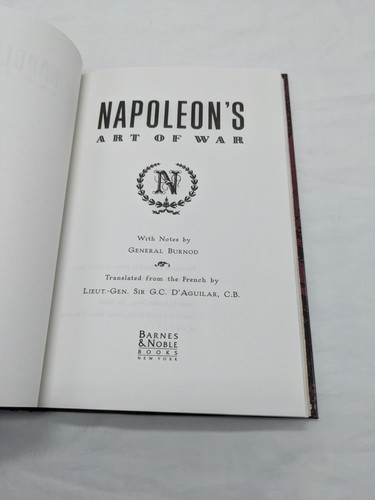 NAPOLEON'S
ART OF WAR
N
With Notes by
GENERAL BURNOD
Translated from the French by
LIEUT.-GEN. SIR G.C. D'AGUILAR, C.B.
BARNES
& NOBLE
BOOKS
NEW YORK